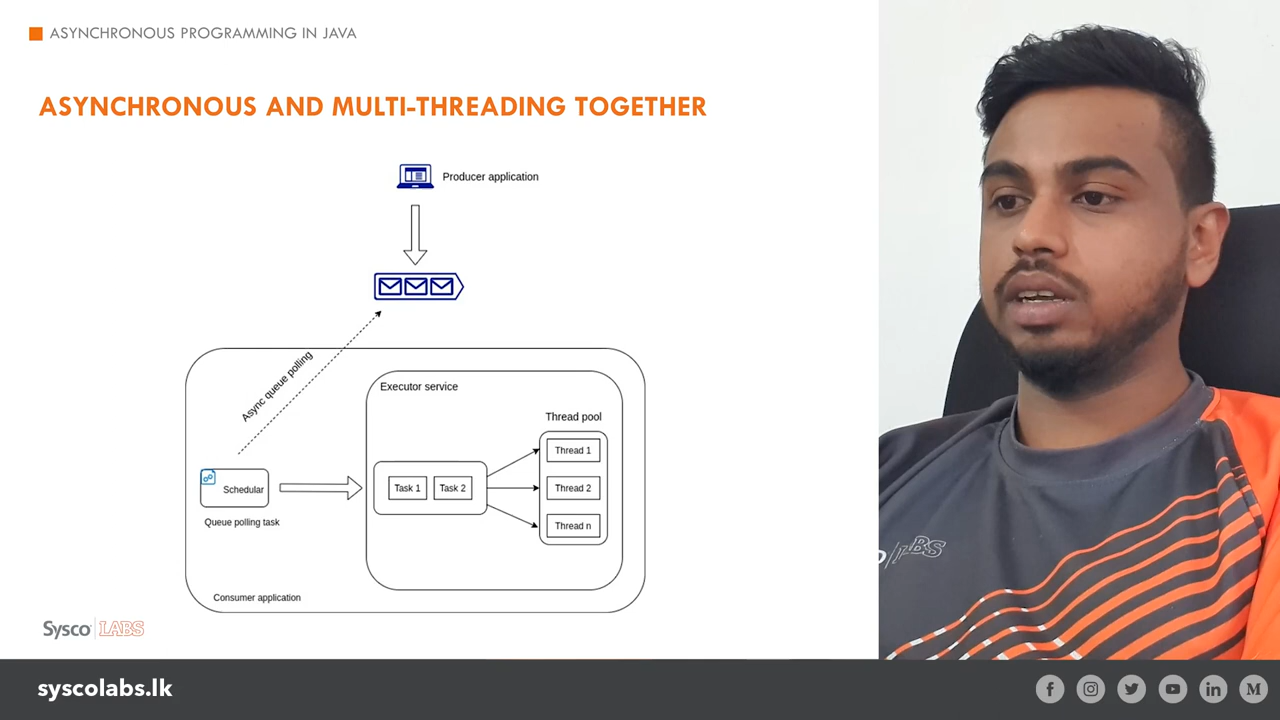 ASYNCHRONOUS PROGRAMMING IN JAVA
ASYNCHRONOUS AND MULTI-THREADING TOGETHER
Producer application
Async queue polling
Executor service
Thread pool
Thread 1
Task 1 Task 2 Thread 2
Schedular
Queue polling task
Thread n
Consumer application
Sysco LABS
LABS
syscolabs.lk